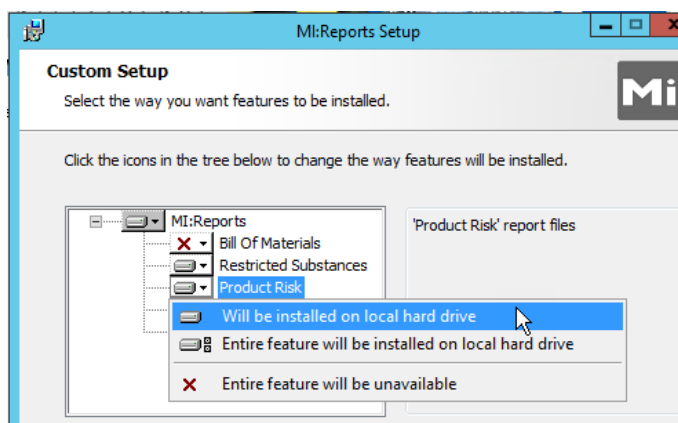 MI:Reports Setup
Custom Setup
Select the way you want features to be installed.
Mi
Click the icons in the tree below to change the way features will be installed.
MI:Reports
Bill Of Materials
Restricted Substances
Product Risk
'Product Risk' report files
Will be installed on local hard drive
Entire feature will be installed on local hard drive
Entire feature will be unavailable